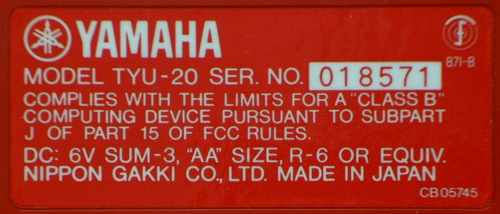 YAMAHA
871-B
MODEL TYU-20 SER. NO. 018571
COMPLIES WITH THE LIMITS FOR A "CLASS B"
COMPUTING DEVICE PURSUANT TO SUBPART
J OF PART 15 OF FCC RULES.
DC: 6V SUM-3, "AA" SIZE, R-6 OR EQUIV.
NIPPON GAKKI CO., LTD. MADE IN JAPAN
CB05745